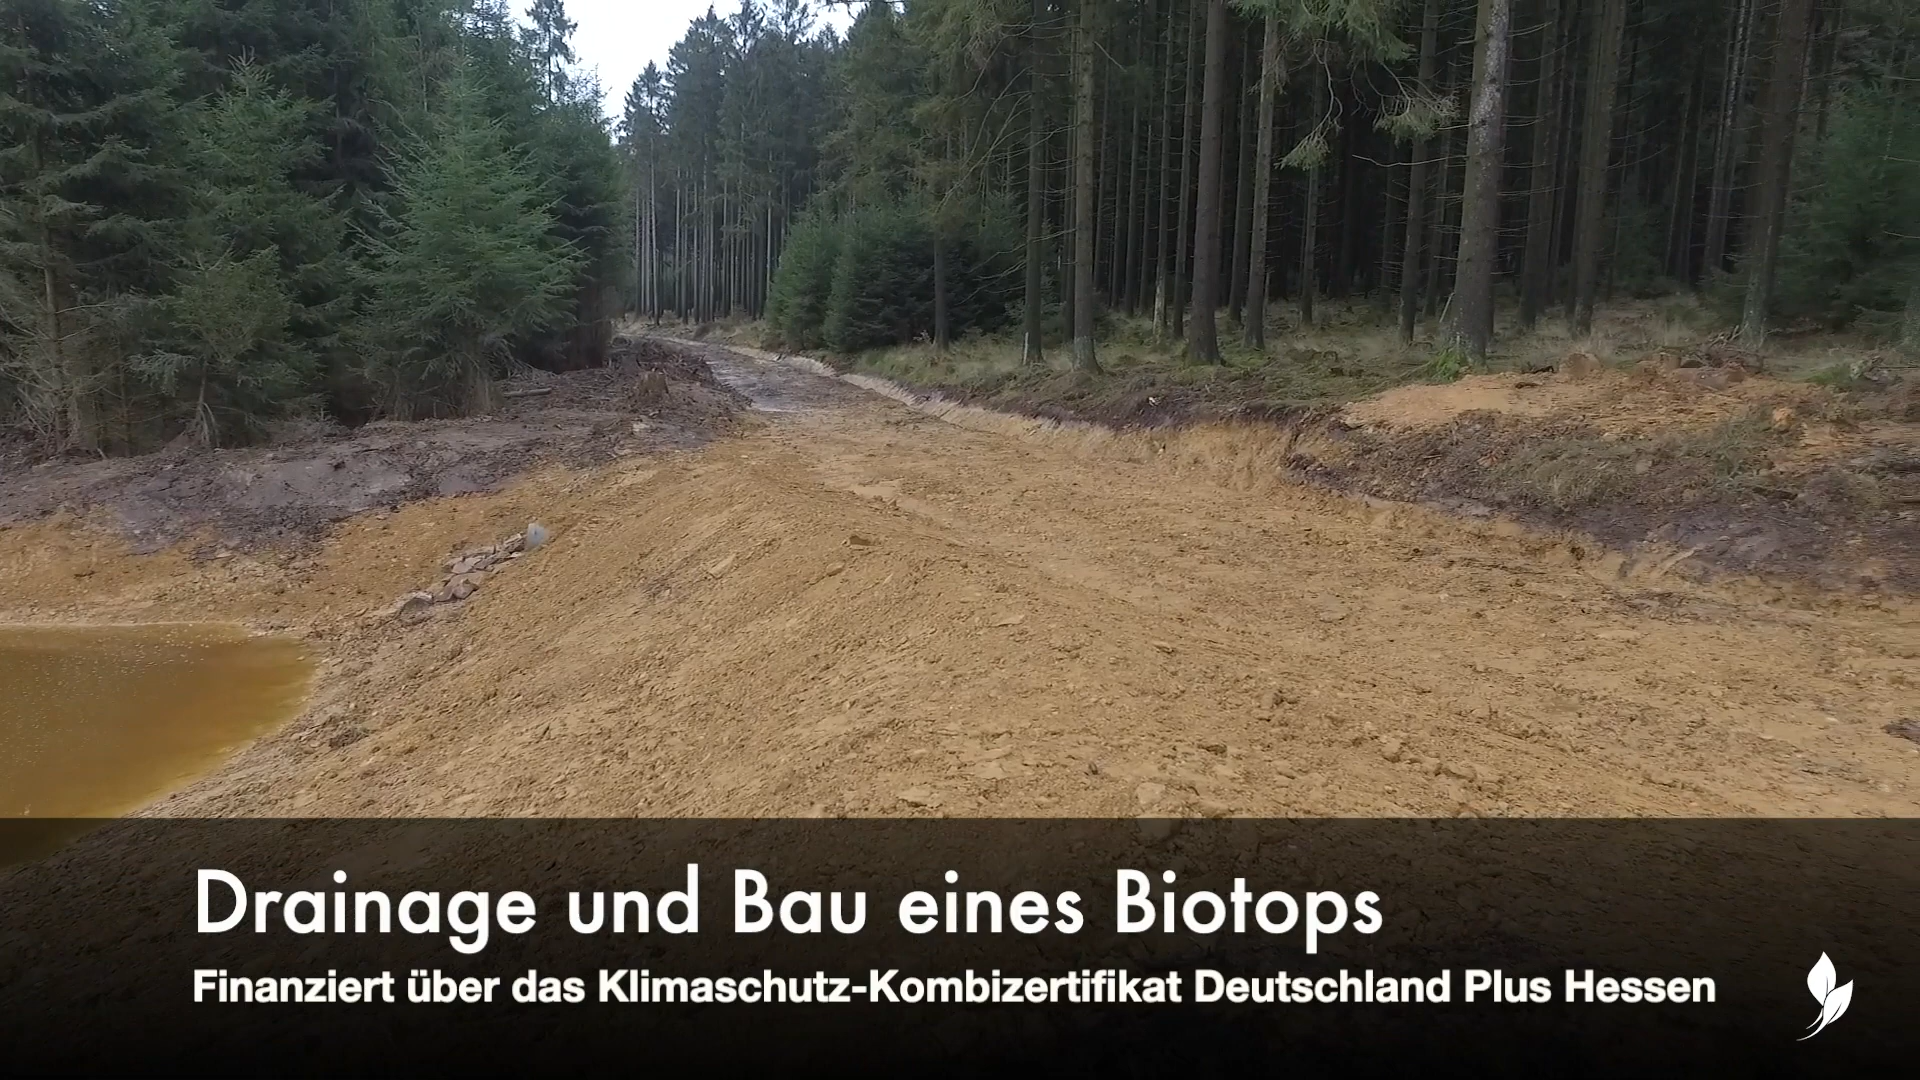 Drainage und Bau eines Biotops
Finanziert über das Klimaschutz-Kombizertifikat Deutschland Plus Hessen